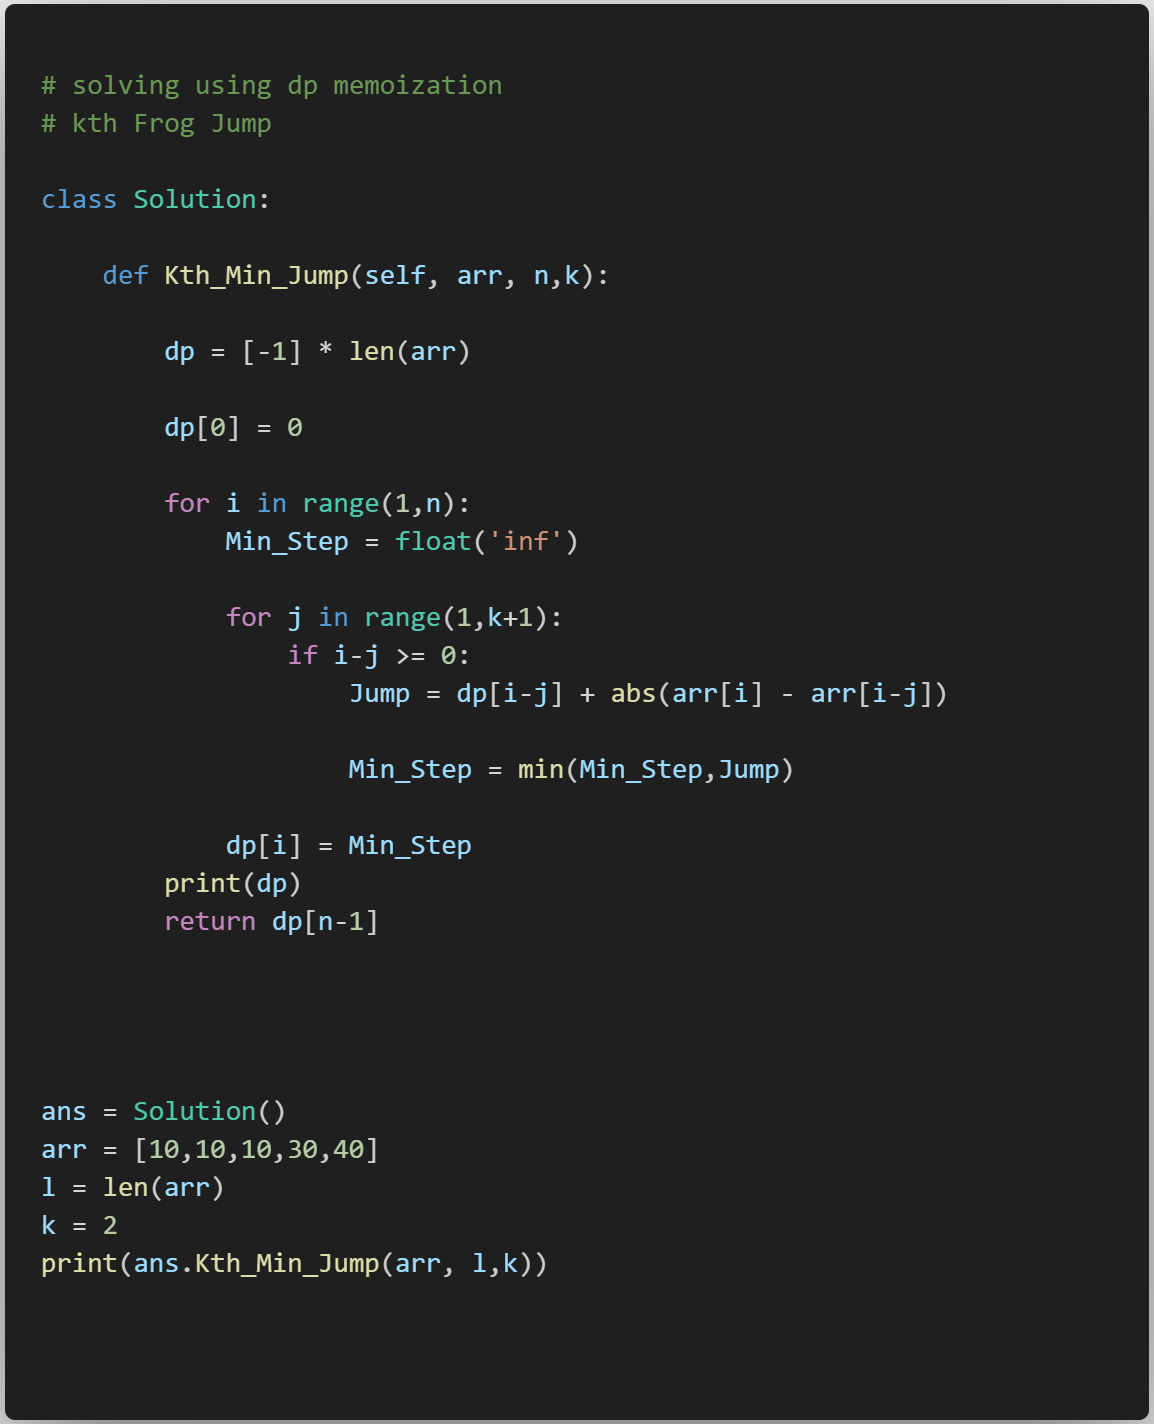 # solving using dp memoization
# kth Frog Jump
class Solution:
    def Kth_Min_Jump(self, arr, n,k):
        dp = [-1] * len(arr)
        dp[0] = 0
        for i in range(1,n):
            Min_Step = float('inf')
            for j in range(1,k+1):
                if i-j >= 0:
                    Jump = dp[i-j] + abs(arr[i] - arr[i-j])
                    Min_Step = min(Min_Step,Jump)
            dp[i] = Min_Step
        print(dp)
        return dp[n-1]
ans = Solution()
arr = [10,10,10,30,40]
l = len(arr)
k = 2
print(ans.Kth_Min_Jump(arr, l,k))